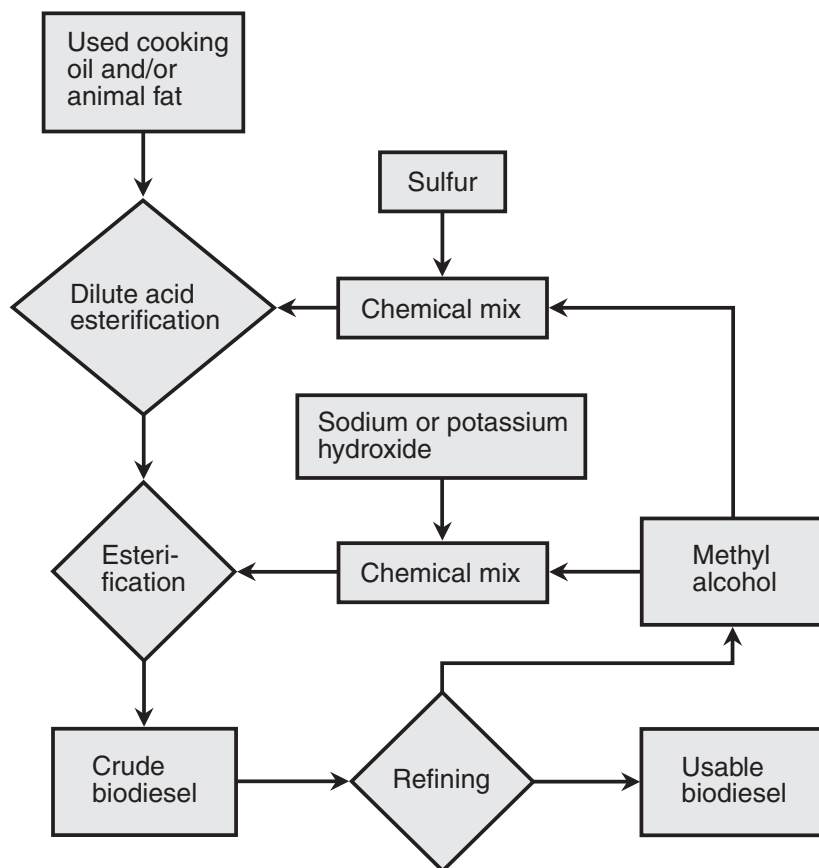 Used cooking
oil and/or
animal fat
Sulfur
Dilute acid
esterification
Chemical mix
Sodium or potassium
hydroxide
Esteri-
fication
Chemical mix
Methyl
alcohol
Crude
biodiesel
Refining
Usable
biodiesel